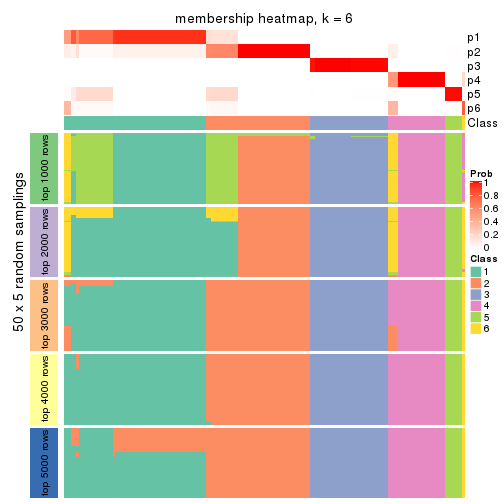 membership heatmap, k = 6
p1
p2
p3
p4
p5
p6
Class
50 x 5 random samplings
top 1000 rows
top 2000 rows
top 3000 rows
top 4000 rows
top 5000 rows
Prob
1
0.8
0.6
0.4
0.2
0
Class
1
2
3
4
5
6